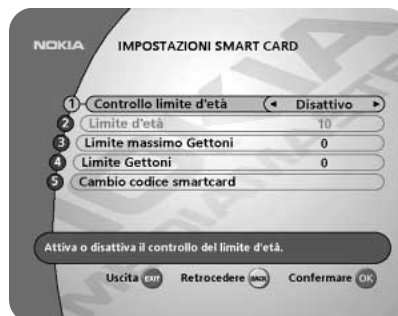 NOKIA IMPOSTAZIONI SMART CARD
1 Controllo limite d'età Disattivo
2 Limite d'età 10
3 Limite massimo Gettoni 0
4 Limite Gettoni 0
5 Cambio codice smartcard
Attiva o disattiva il controllo del limite d'età.
Uscita EXIT Retrocedere BACK Confermare OK
NOKIA
MEDIAMASTER